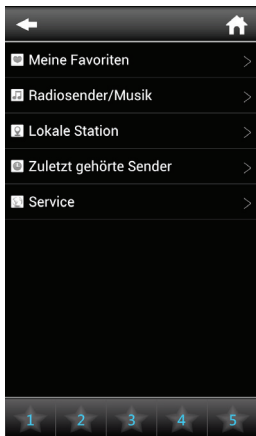 Meine Favoriten
Radiosender/Musik
Lokale Station
Zuletzt gehörte Sender
Service
1 2 3 4 5